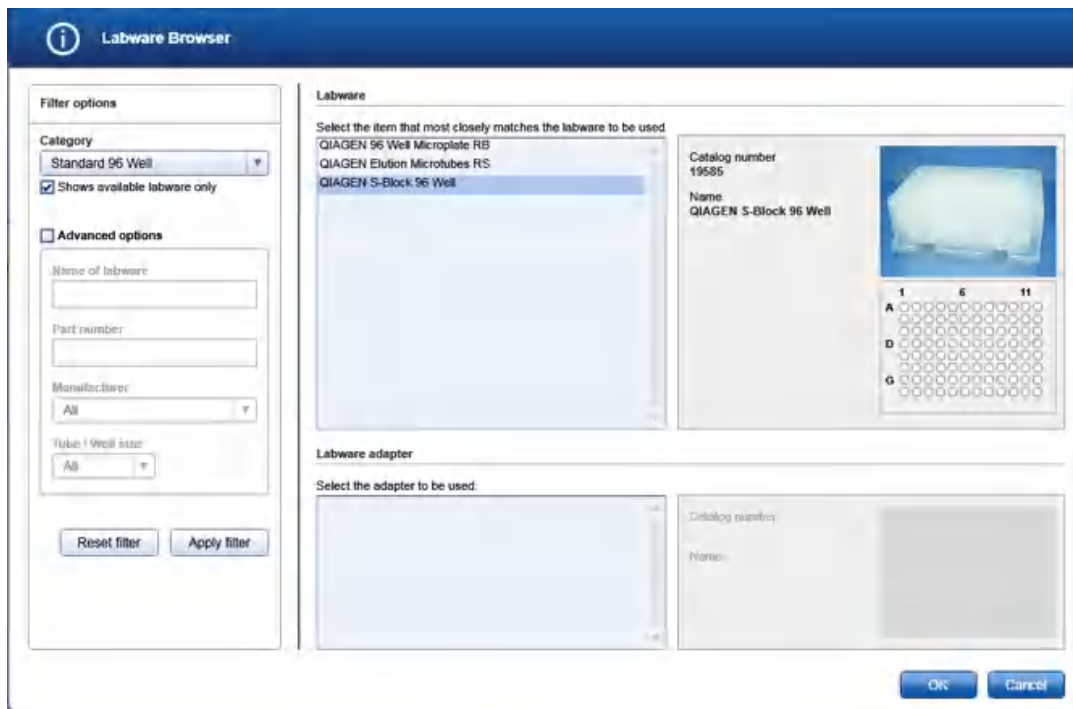 Labware Browser
Filter options
Category
Standard 96 Well
Shows available labware only
Advanced options
Name of labware
Part number
Manufacturer
All
Tube / Well size
All
Reset filter
Apply filter
Labware
Select the item that most closely matches the labware to be used
QIAGEN 96 Well Microplate RB
QIAGEN Elution Microtubes RS
QIAGEN S-Block 96 Well
Catalog number
19585
Name
QIAGEN S-Block 96 Well
1 6 11
A
D
G
Labware adapter
Select the adapter to be used:
Catalog number
Name
OK
Cancel